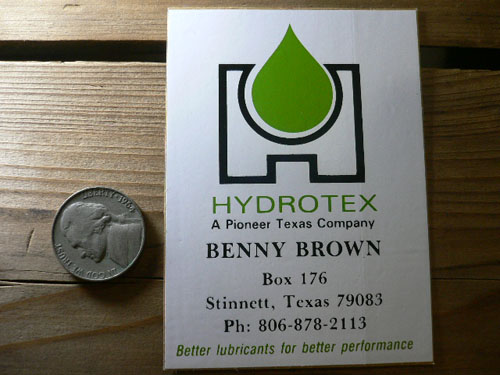 HYDROTEX
A Pioneer Texas Company
BENNY BROWN
Box 176
Stinnett, Texas 79083
Ph: 806-878-2113
Better lubricants for better performance